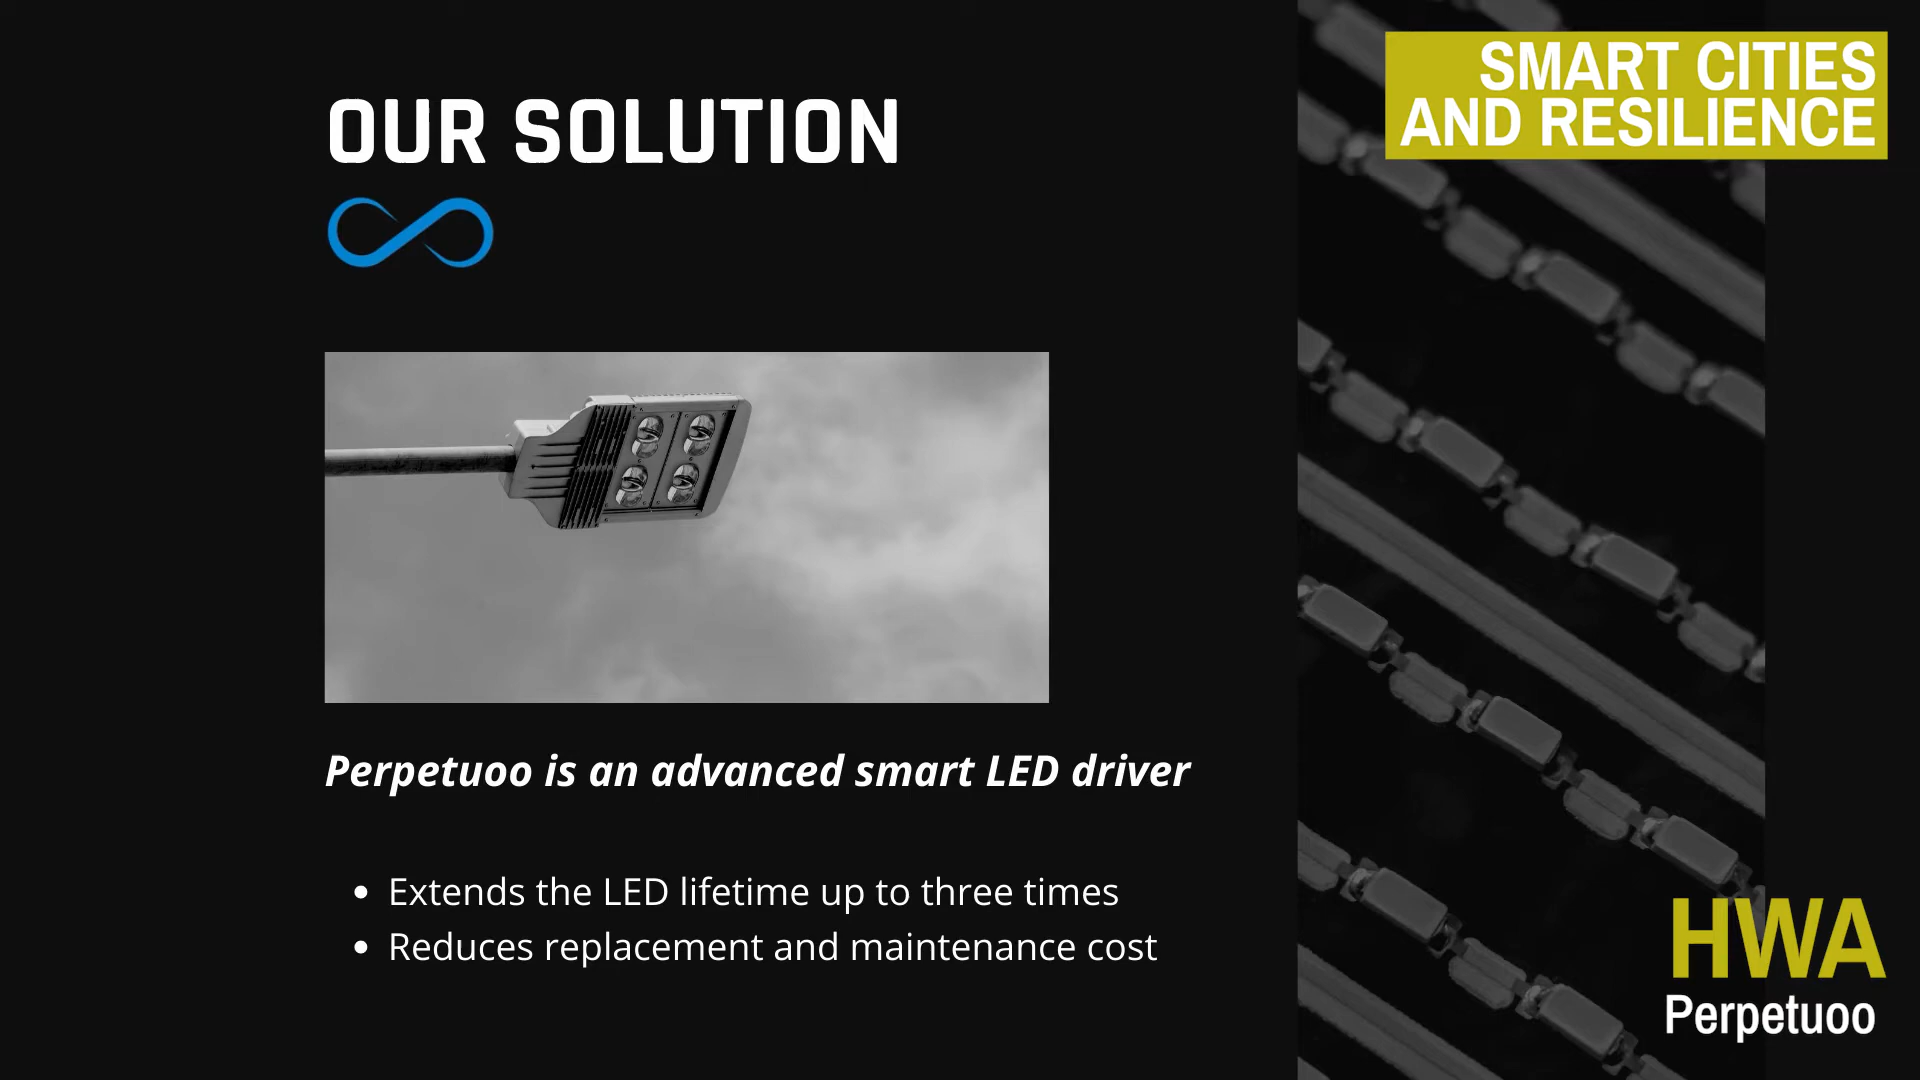 OUR SOLUTION
SMART CITIES
AND RESILIENCE
Perpetuoo is an advanced smart LED driver
• Extends the LED lifetime up to three times
• Reduces replacement and maintenance cost
HWA
Perpetuoo